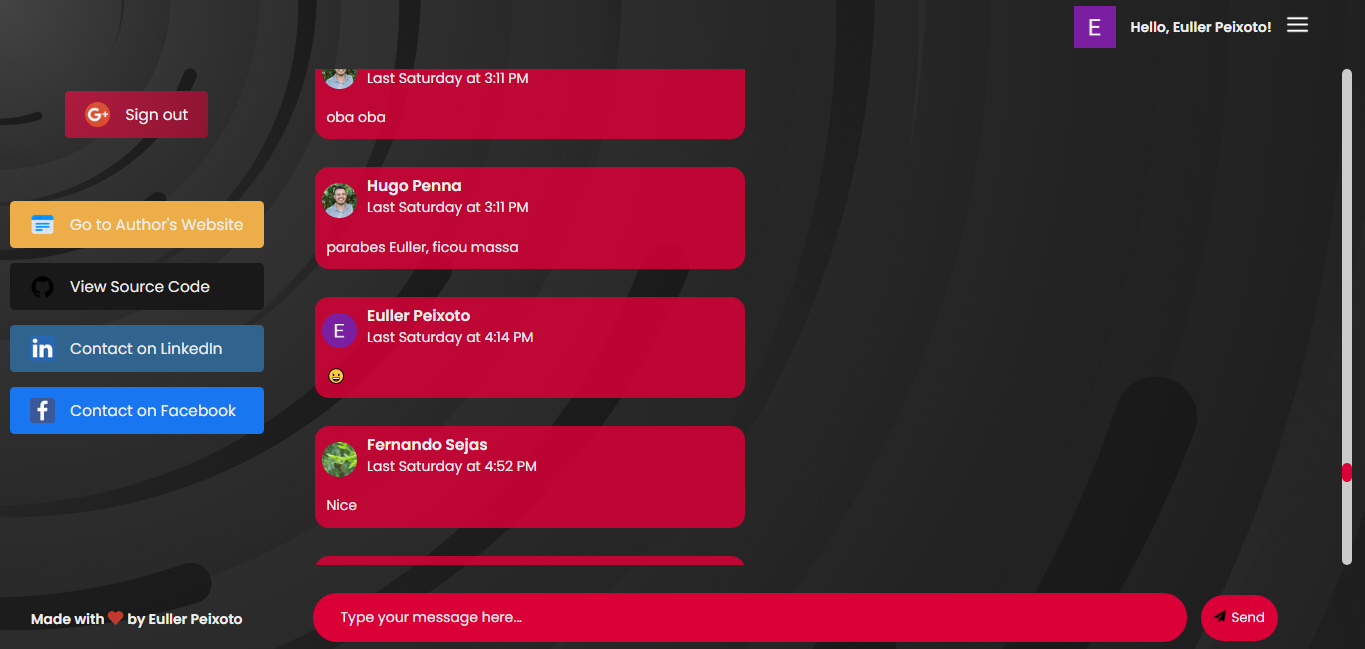 E
Hello, Euller Peixoto!
G+ Sign out
Go to Author's Website
View Source Code
in Contact on LinkedIn
f Contact on Facebook
Made with ❤ by Euller Peixoto
Last Saturday at 3:11 PM
oba oba
Hugo Penna
Last Saturday at 3:11 PM
parabes Euller, ficou massa
E
Euller Peixoto
Last Saturday at 4:14 PM
😃
Fernando Sejas
Last Saturday at 4:52 PM
Nice
Type your message here...
Send